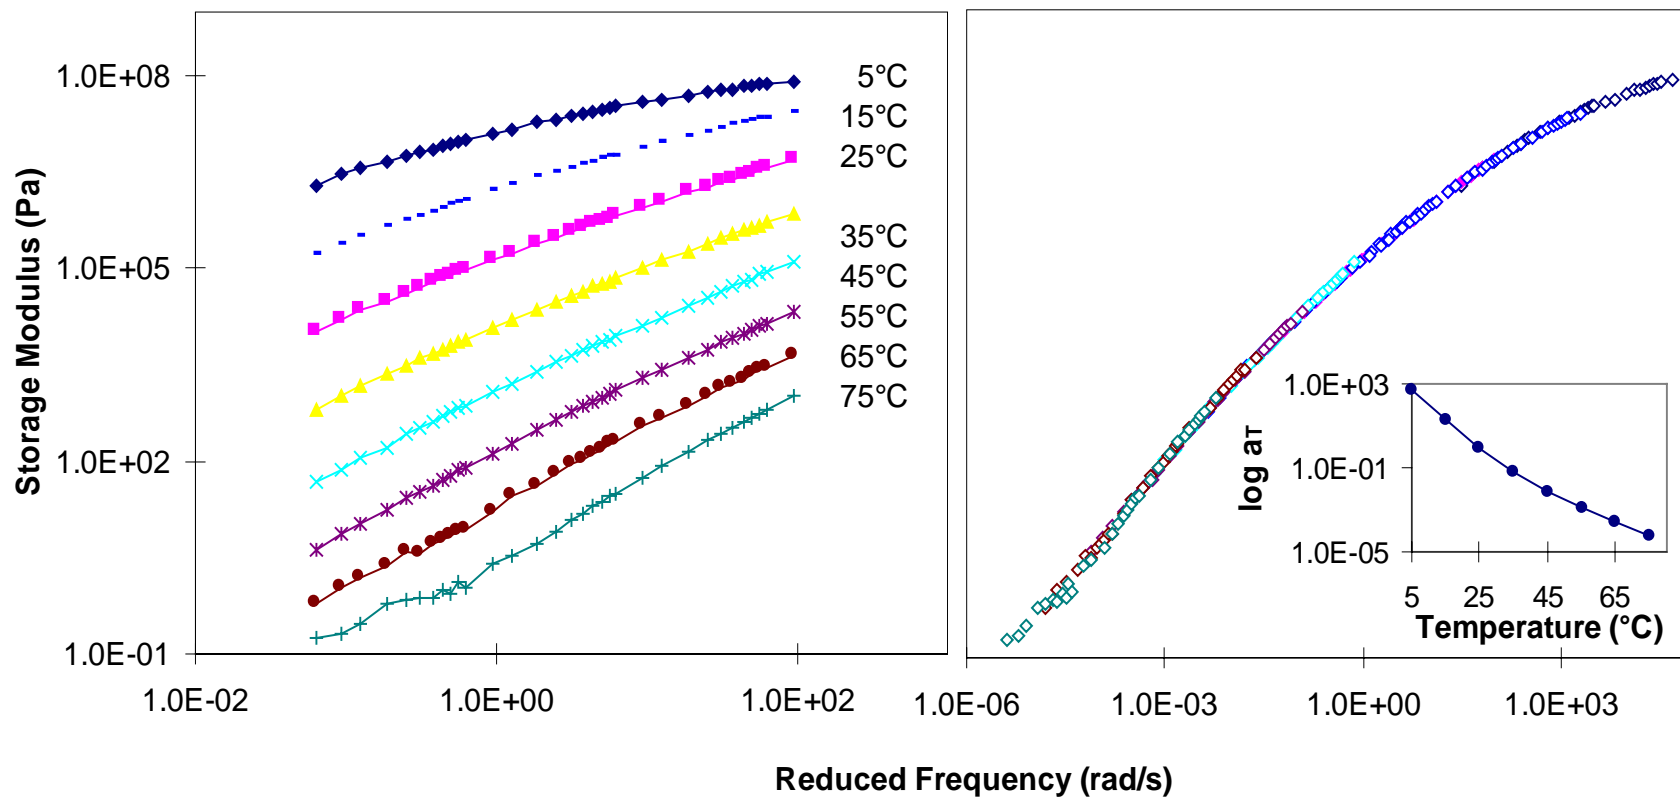 1.0E+08
1.0E+05
1.0E+02
1.0E-01
Storage Modulus (Pa)
5°C
15°C
25°C
35°C
45°C
55°C
65°C
75°C
1.0E-02
1.0E+00
1.0E+02
1.0E-06
1.0E-03
1.0E+00
1.0E+03
Reduced Frequency (rad/s)
1.0E+03
1.0E-01
1.0E-05
log aT
5
25
45
65
Temperature (°C)